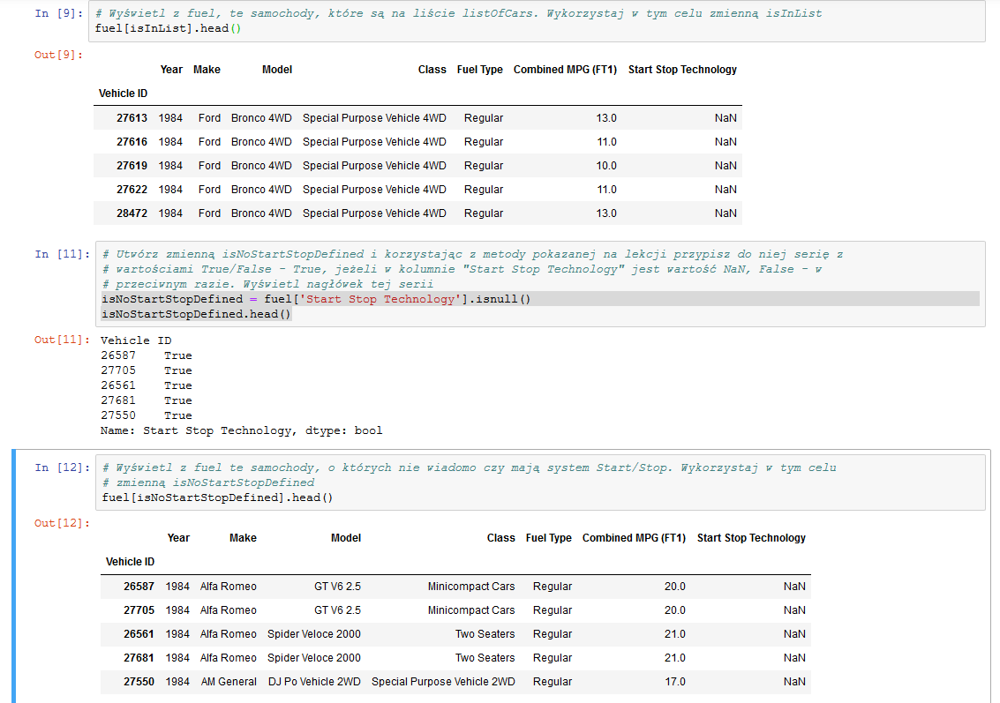 In [9]: # Wyświetl z fuel, te samochody, które są na liście listOfCars. Wykorzystaj w tym celu zmienną isInList
fuel[isInList].head()
Out[9]:
Year Make Model Class Fuel Type Combined MPG (FT1) Start Stop Technology
Vehicle ID
27613 1984 Ford Bronco 4WD Special Purpose Vehicle 4WD Regular 13.0 NaN
27616 1984 Ford Bronco 4WD Special Purpose Vehicle 4WD Regular 11.0 NaN
27619 1984 Ford Bronco 4WD Special Purpose Vehicle 4WD Regular 10.0 NaN
27622 1984 Ford Bronco 4WD Special Purpose Vehicle 4WD Regular 11.0 NaN
28472 1984 Ford Bronco 4WD Special Purpose Vehicle 4WD Regular 13.0 NaN
In [11]: # Utwórz zmienną isNoStartStopDefined i korzystając z metody pokazanej na lekcji przypisz do niej serię z
# wartościami True/False - True, jeżeli w kolumnie "Start Stop Technology" jest wartość NaN, False - w
# przeciwnym razie. Wyświetl nagłówek tej serii
isNoStartStopDefined = fuel['Start Stop Technology'].isnull()
isNoStartStopDefined.head()
Out[11]: Vehicle ID
26587 True
27705 True
26561 True
27681 True
27550 True
Name: Start Stop Technology, dtype: bool
In [12]: # Wyświetl z fuel te samochody, o których nie wiadomo czy mają system Start/Stop. Wykorzystaj w tym celu
# zmienną isNoStartStopDefined
fuel[isNoStartStopDefined].head()
Out[12]:
Year Make Model Class Fuel Type Combined MPG (FT1) Start Stop Technology
Vehicle ID
26587 1984 Alfa Romeo GT V6 2.5 Minicompact Cars Regular 20.0 NaN
27705 1984 Alfa Romeo GT V6 2.5 Minicompact Cars Regular 20.0 NaN
26561 1984 Alfa Romeo Spider Veloce 2000 Two Seaters Regular 21.0 NaN
27681 1984 Alfa Romeo Spider Veloce 2000 Two Seaters Regular 21.0 NaN
27550 1984 AM General DJ Po Vehicle 2WD Special Purpose Vehicle 2WD Regular 17.0 NaN